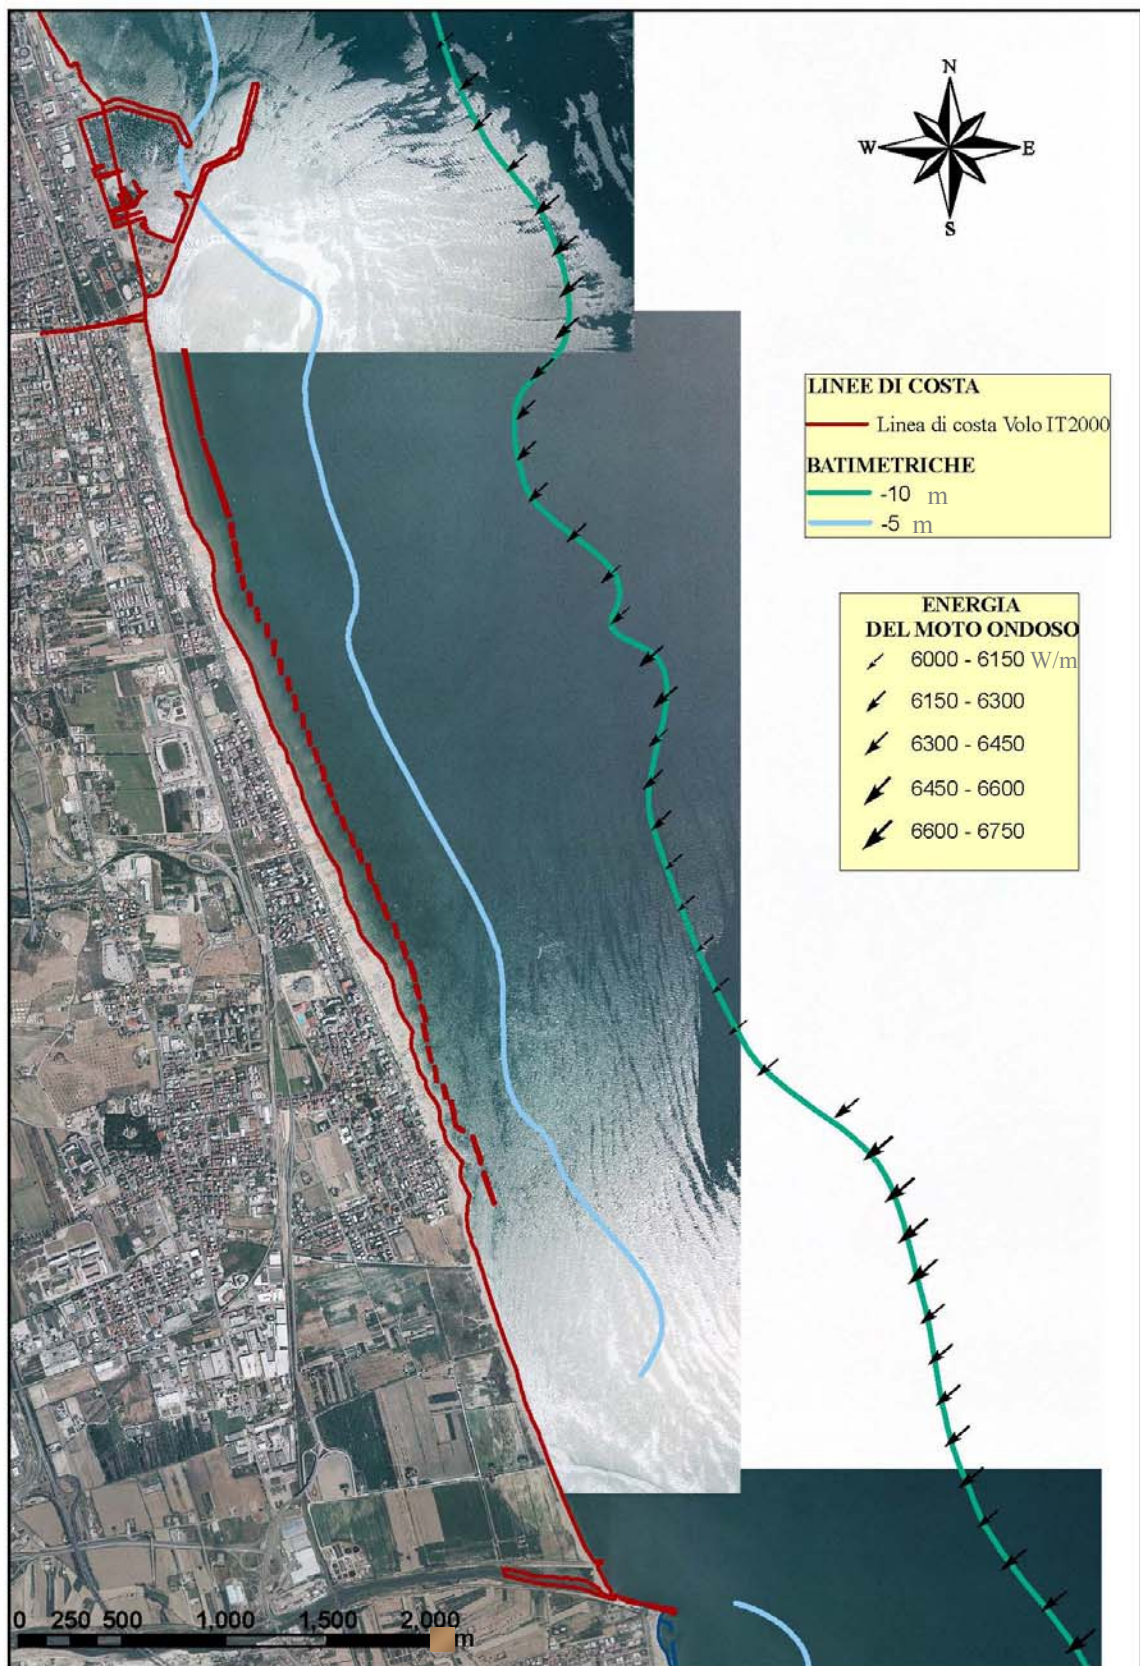 N
W E
S
LINEE DI COSTA
Linea di costa Volo IT2000
BATIMETRICHE
-10 m
-5 m
ENERGIA
DEL MOTO ONDOSO
6000 - 6150 W/m
6150 - 6300
6300 - 6450
6450 - 6600
6600 - 6750
0 250 500 1,000 1,500 2,000
m